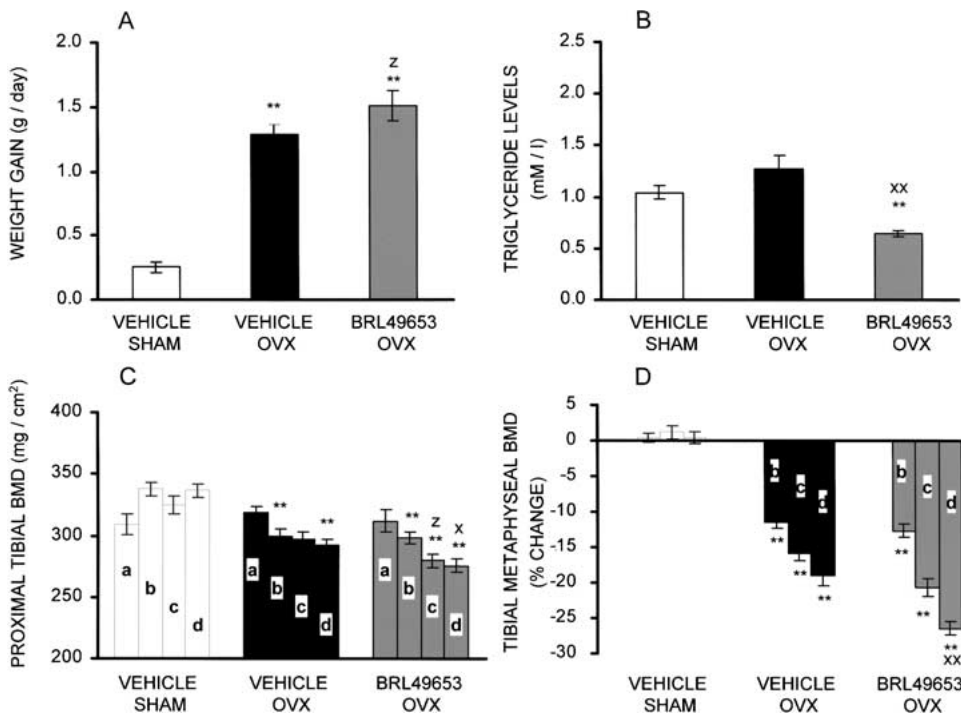 A
WEIGHT GAIN (g / day)
2.0
1.5
1.0
0.5
0.0
**
z
**
VEHICLE SHAM
VEHICLE OVX
BRL49653 OVX
B
TRIGLYCERIDE LEVELS
(mM / l)
2.5
2.0
1.5
1.0
0.5
0.0
xx
**
VEHICLE SHAM
VEHICLE OVX
BRL49653 OVX
C
PROXIMAL TIBIAL BMD (mg / cm²)
400
350
300
250
200
a b c d
** **
a b c d
** z ** x **
a b c d
VEHICLE SHAM
VEHICLE OVX
BRL49653 OVX
D
TIBIAL METAPHYSEAL BMD
(% CHANGE)
5
0
-5
-10
-15
-20
-25
-30
b c d
** ** **
b c d
** ** **
xx
VEHICLE SHAM
VEHICLE OVX
BRL49653 OVX